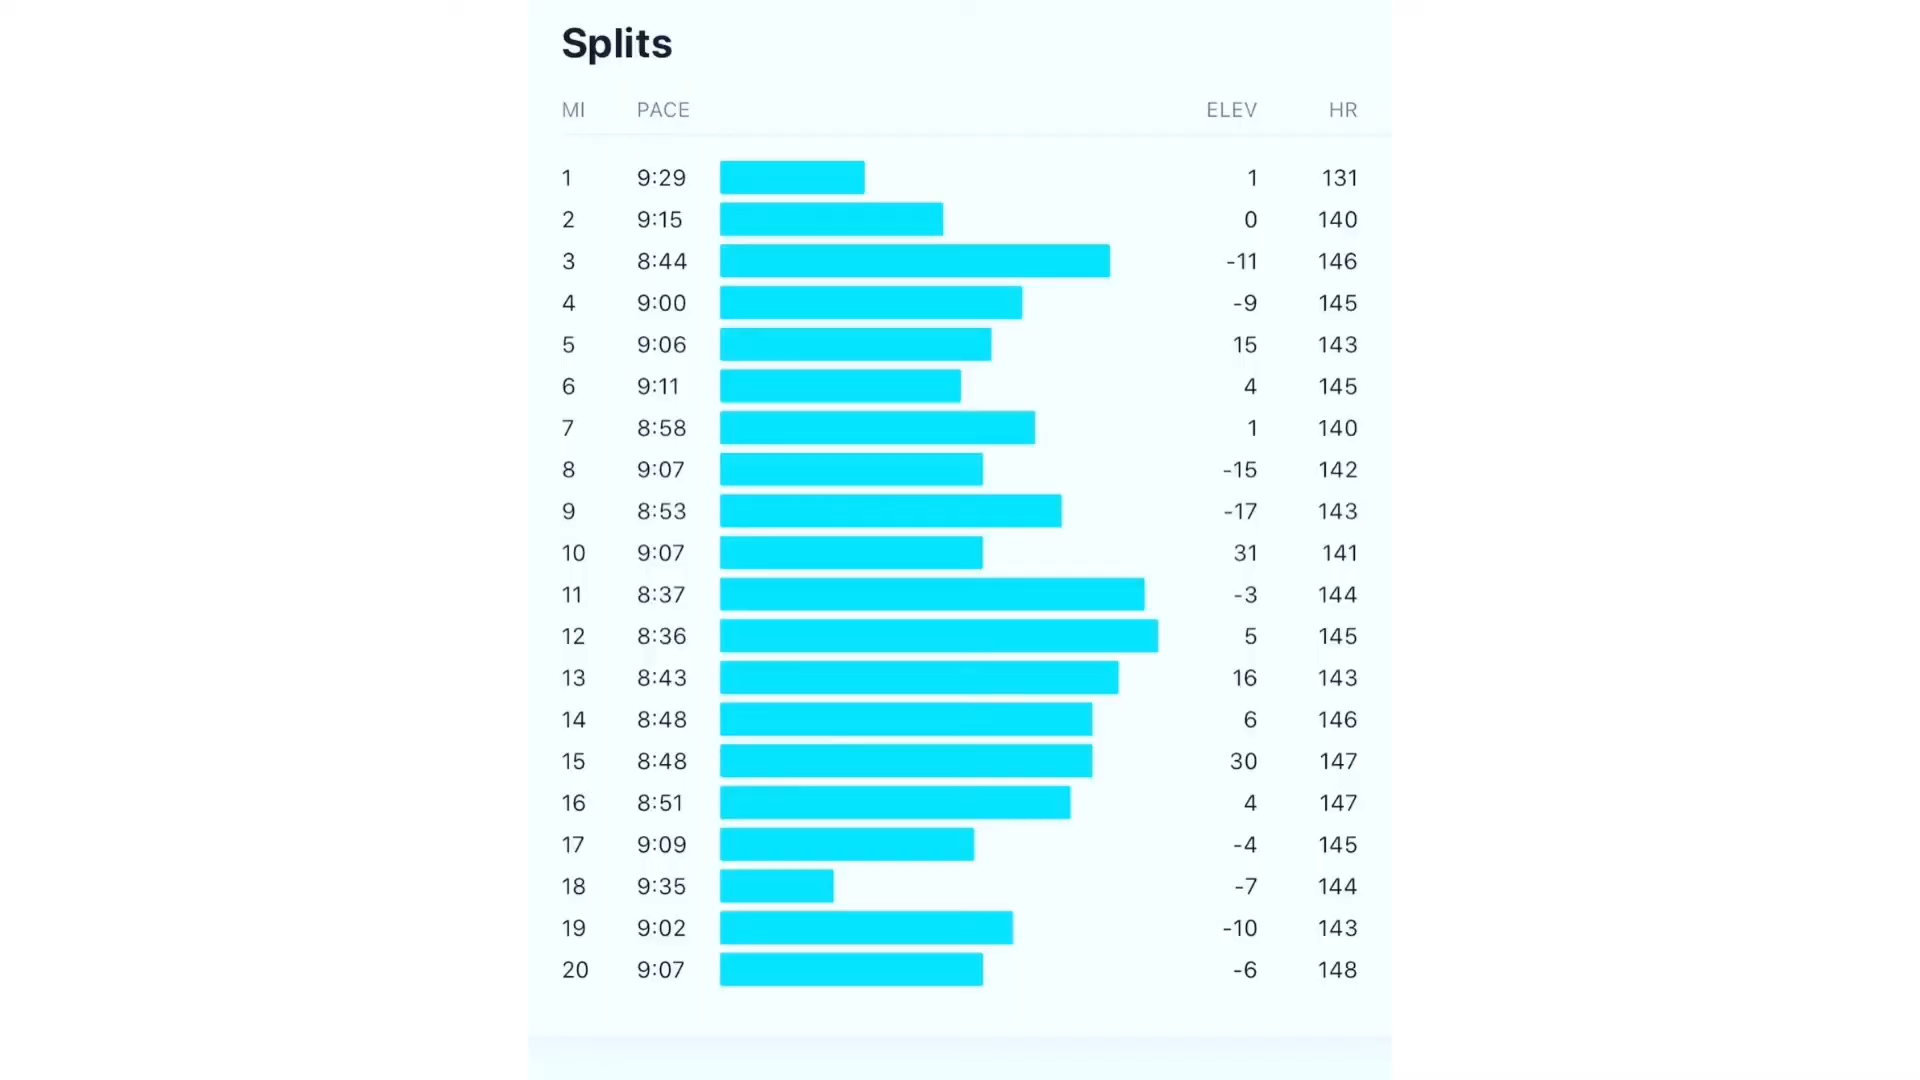 Splits
MI PACE ELEV HR
1 9:29 1 131
2 9:15 0 140
3 8:44 -11 146
4 9:00 -9 145
5 9:06 15 143
6 9:11 4 145
7 8:58 1 140
8 9:07 -15 142
9 8:53 -17 143
10 9:07 31 141
11 8:37 -3 144
12 8:36 5 145
13 8:43 16 143
14 8:48 6 146
15 8:48 30 147
16 8:51 4 147
17 9:09 -4 145
18 9:35 -7 144
19 9:02 -10 143
20 9:07 -6 148